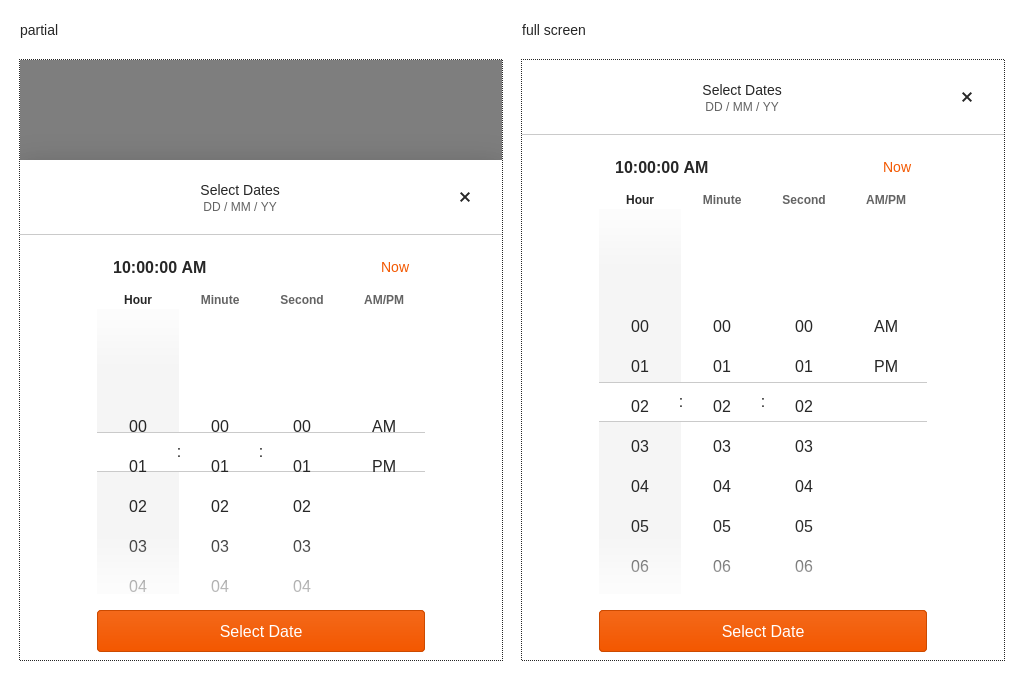 partial
Select Dates
DD / MM / YY
×
10:00:00 AM Now
Hour Minute Second AM/PM
00 00 00 AM
: :
01 01 01 PM
02 02 02
03 03 03
04 04 04
Select Date
full screen
Select Dates
DD / MM / YY
×
10:00:00 AM Now
Hour Minute Second AM/PM
00 00 00 AM
01 01 01 PM
02 : 02 : 02
03 03 03
04 04 04
05 05 05
06 06 06
Select Date